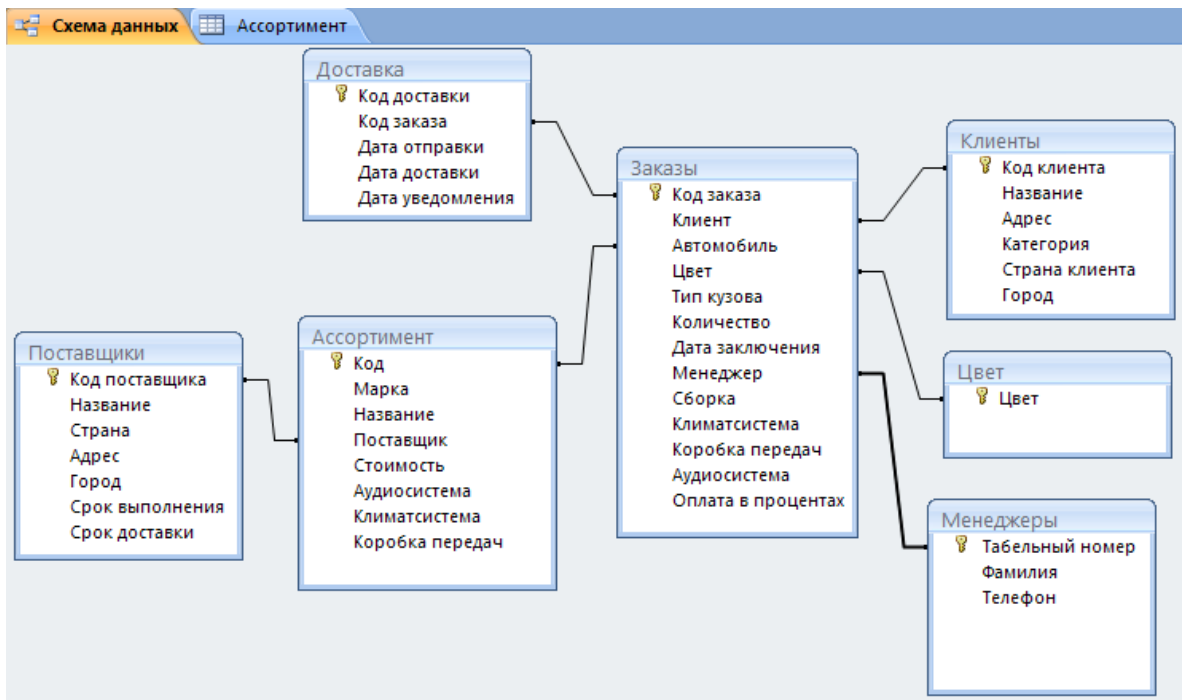 Схема данных
Ассортимент
Доставка
Код доставки
Код заказа
Дата отправки
Дата доставки
Дата уведомления
Заказы
Код заказа
Клиент
Автомобиль
Цвет
Тип кузова
Количество
Дата заключения
Менеджер
Сборка
Климатсистема
Коробка передач
Аудиосистема
Оплата в процентах
Клиенты
Код клиента
Название
Адрес
Категория
Страна клиента
Город
Поставщики
Код поставщика
Название
Страна
Адрес
Город
Срок выполнения
Срок доставки
Ассортимент
Код
Марка
Название
Поставщик
Стоимость
Аудиосистема
Климатсистема
Коробка передач
Цвет
Цвет
Менеджеры
Табельный номер
Фамилия
Телефон